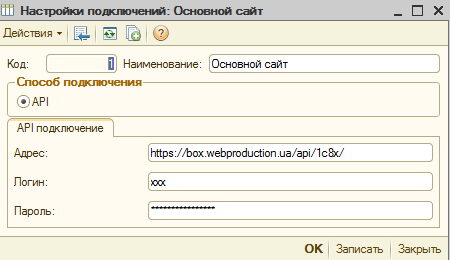 Настройки подключений: Основной сайт
Действия
Код: 1 Наименование: Основной сайт
Способ подключения
API
API подключение
Адрес: https://box.webproduction.ua/api/1c8x/
Логин: xxx
Пароль: ****************
OK Записать Закрыть